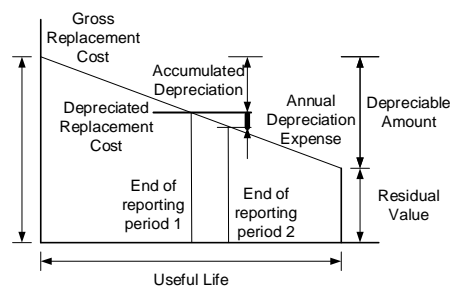 Gross
Replacement
Cost
Accumulated
Depreciation
Depreciated
Replacement
Cost
Annual
Depreciation
Expense
Depreciable
Amount
End of
reporting
period 1
End of
reporting
period 2
Residual
Value
Useful Life